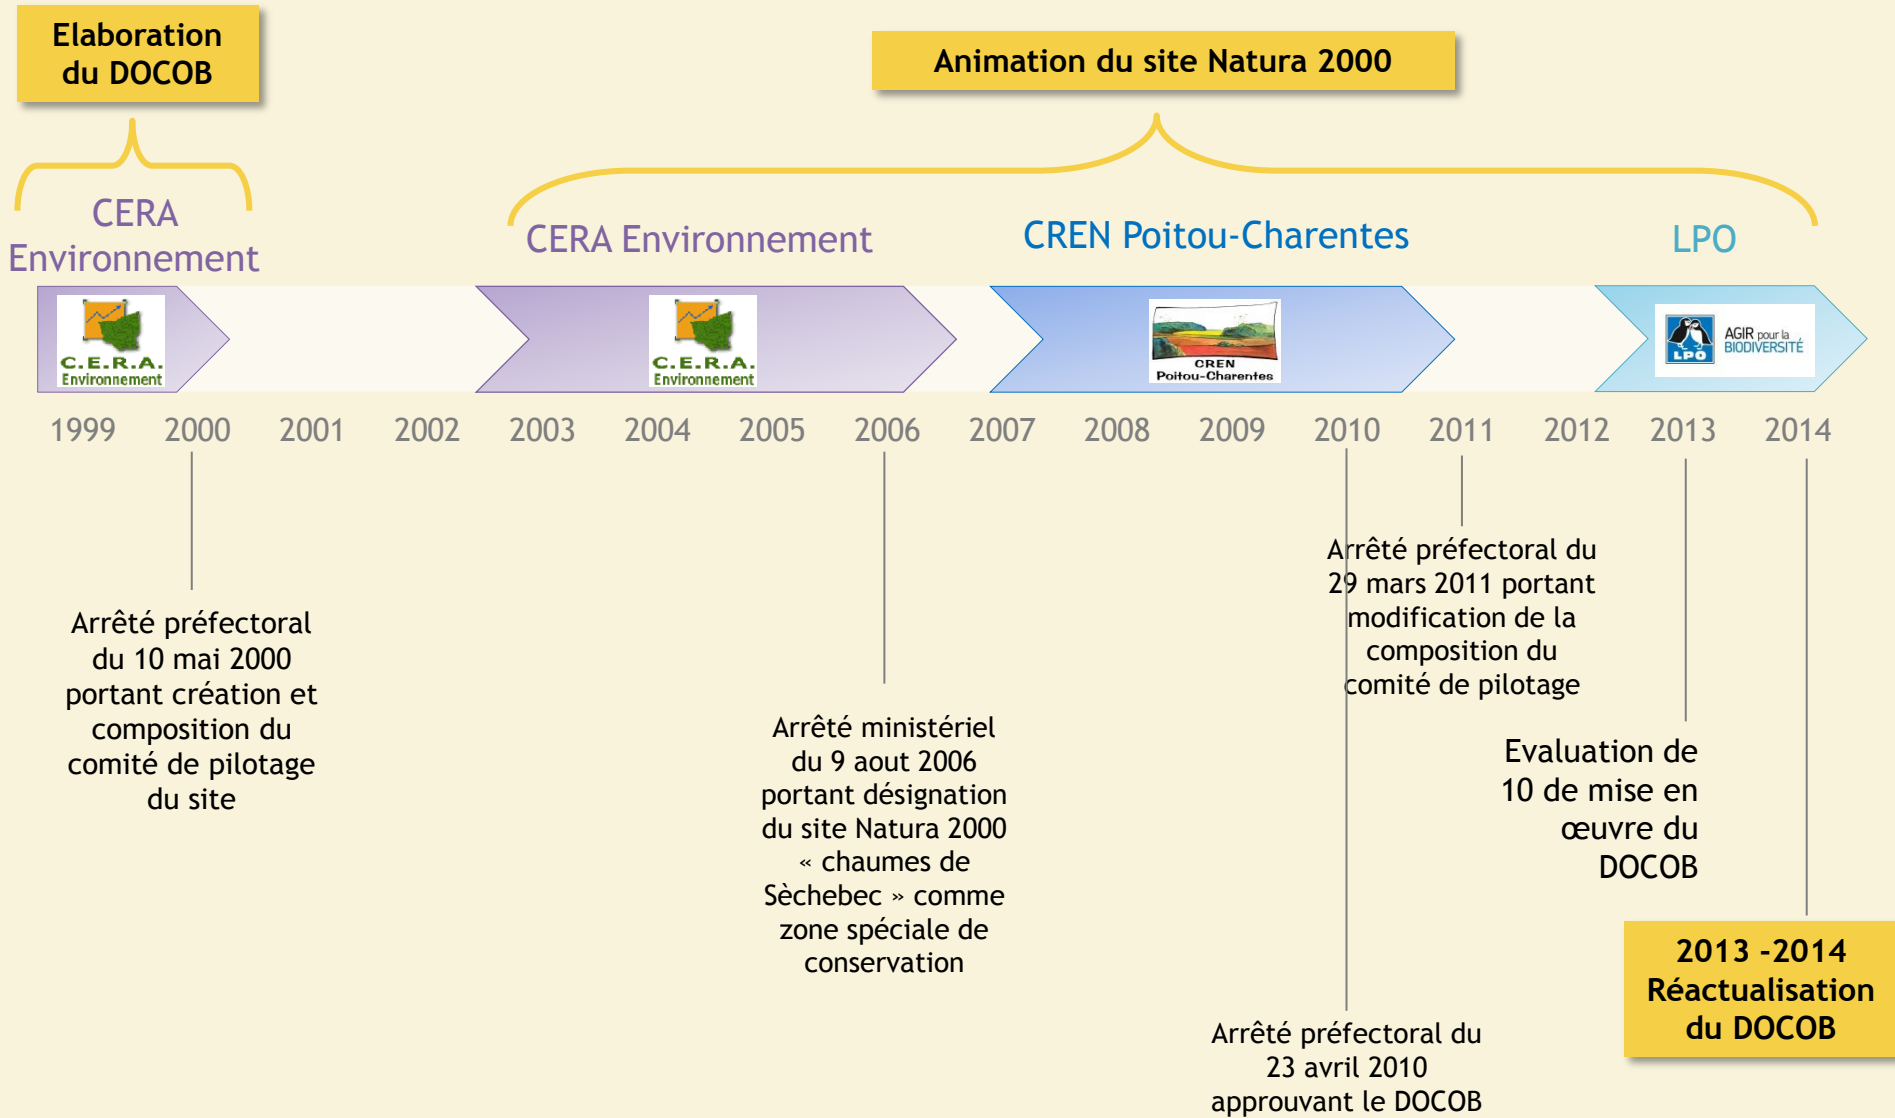 Elaboration
du DOCOB
Animation du site Natura 2000
CERA
Environnement
CERA Environnement
CREN Poitou-Charentes
LPO
C.E.R.A.
Environnement
C.E.R.A.
Environnement
CREN
Poitou-Charentes
LPO
AGIR pour la
BIODIVERSITÉ
1999 2000 2001 2002 2003 2004 2005 2006 2007 2008 2009 2010 2011 2012 2013 2014
Arrêté préfectoral
du 10 mai 2000
portant création et
composition du
comité de pilotage
du site
Arrêté ministériel
du 9 aout 2006
portant désignation
du site Natura 2000
« chaumes de
Sèchebec » comme
zone spéciale de
conservation
Arrêté préfectoral du
23 avril 2010
approuvant le DOCOB
Arrêté préfectoral du
29 mars 2011 portant
modification de la
composition du
comité de pilotage
Evaluation de
10 de mise en
œuvre du
DOCOB
2013 -2014
Réactualisation
du DOCOB